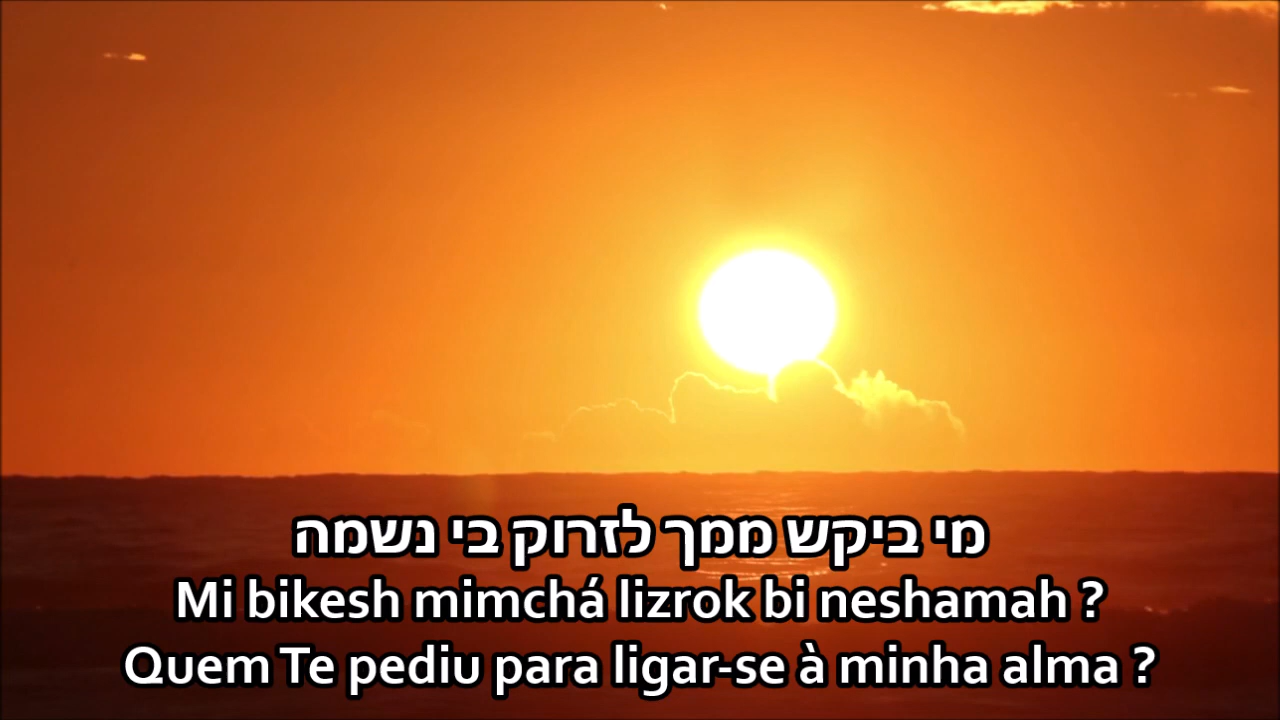 מי ביקש ממך לזרוק בי נשמה
Mi bikesh mimchá lizrok bi neshamah ?
Quem Te pediu para ligar-se à minha alma ?